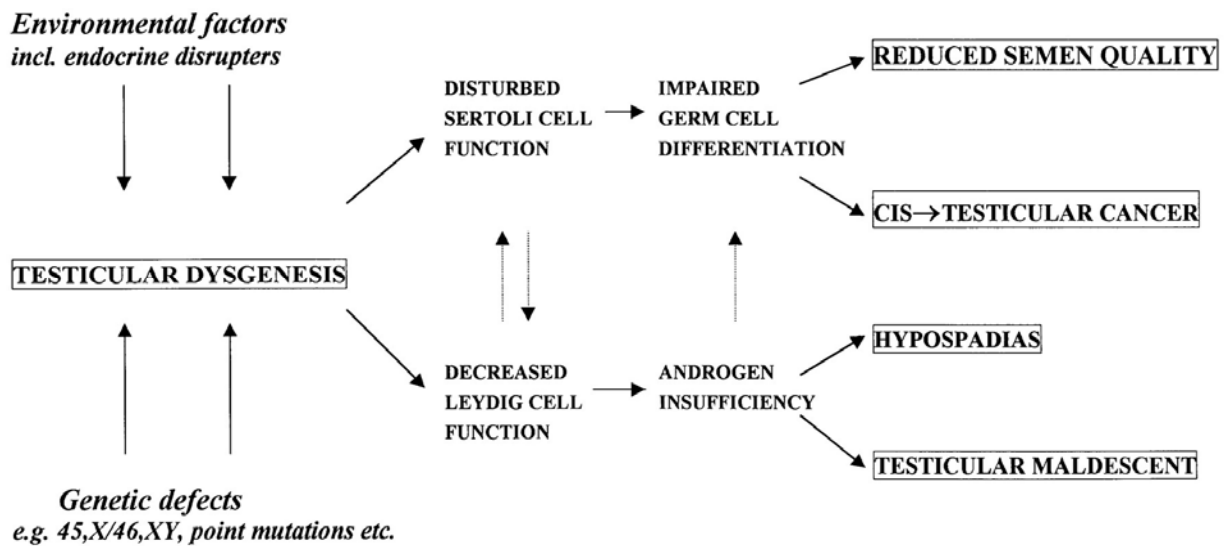 Environmental factors
incl. endocrine disrupters
TESTICULAR DYSGENESIS
Genetic defects
e.g. 45,X/46,XY, point mutations etc.
DISTURBED
SERTOLI CELL
FUNCTION
IMPAIRED
GERM CELL
DIFFERENTIATION
DECREASED
LEYDIG CELL
FUNCTION
ANDROGEN
INSUFFICIENCY
REDUCED SEMEN QUALITY
CIS→TESTICULAR CANCER
HYPOSPADIAS
TESTICULAR MALDESCENT